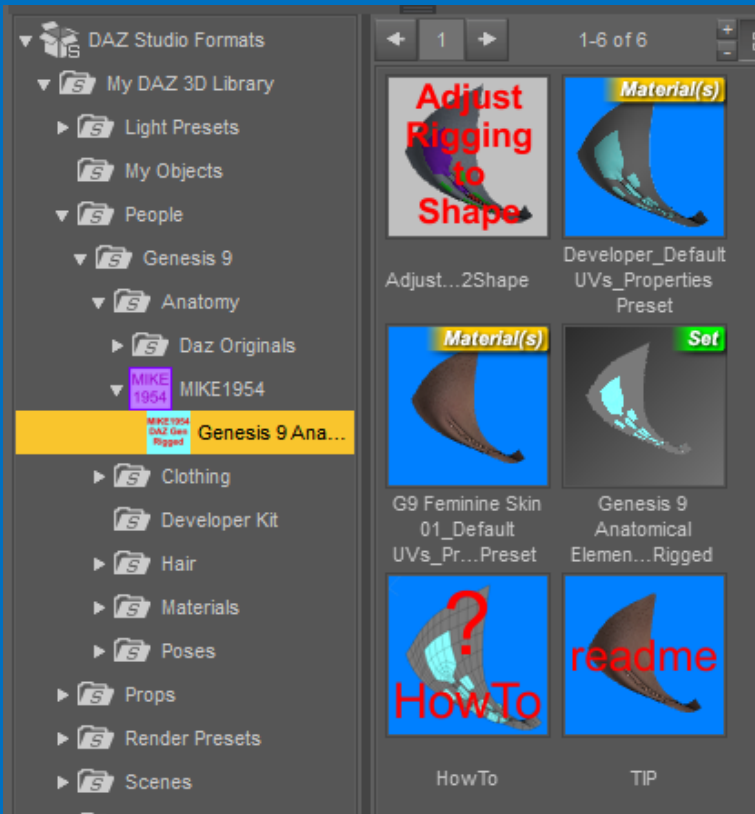 DAZ Studio Formats
My DAZ 3D Library
Light Presets
My Objects
People
Genesis 9
Anatomy
Daz Originals
MIKE
1954
MIKE1954
MIKE1954
DAZ Gen
Rigged
Genesis 9 Ana...
Clothing
Developer Kit
Hair
Materials
Poses
Props
Render Presets
Scenes
1
1-6 of 6
+
-
Adjust
Rigging
to
Shape
Adjust...2Shape
Material(s)
Developer_Default
UVs_Properties
Preset
Material(s)
G9 Feminine Skin
01_Default
UVs_Pr...Preset
Set
Genesis 9
Anatomical
Elemen...Rigged
?
HowTo
HowTo
readme
TIP